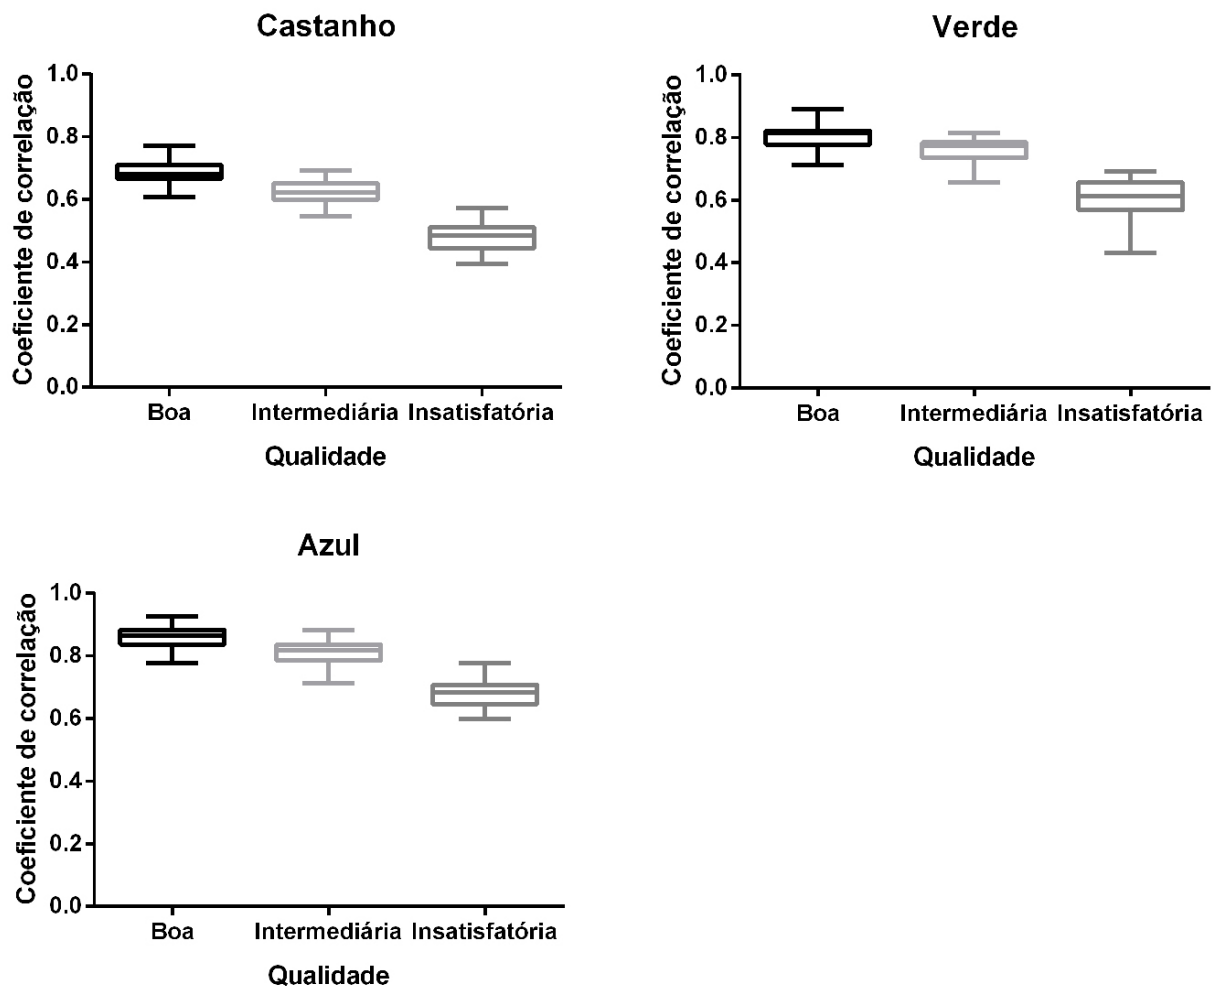 Castanho
Coeficiente de correlação
1.0
0.8
0.6
0.4
0.2
0.0
Boa Intermediária Insatisfatória
Qualidade
Verde
Coeficiente de correlação
1.0
0.8
0.6
0.4
0.2
0.0
Boa Intermediária Insatisfatória
Qualidade
Azul
Coeficiente de correlação
1.0
0.8
0.6
0.4
0.2
0.0
Boa Intermediária Insatisfatória
Qualidade